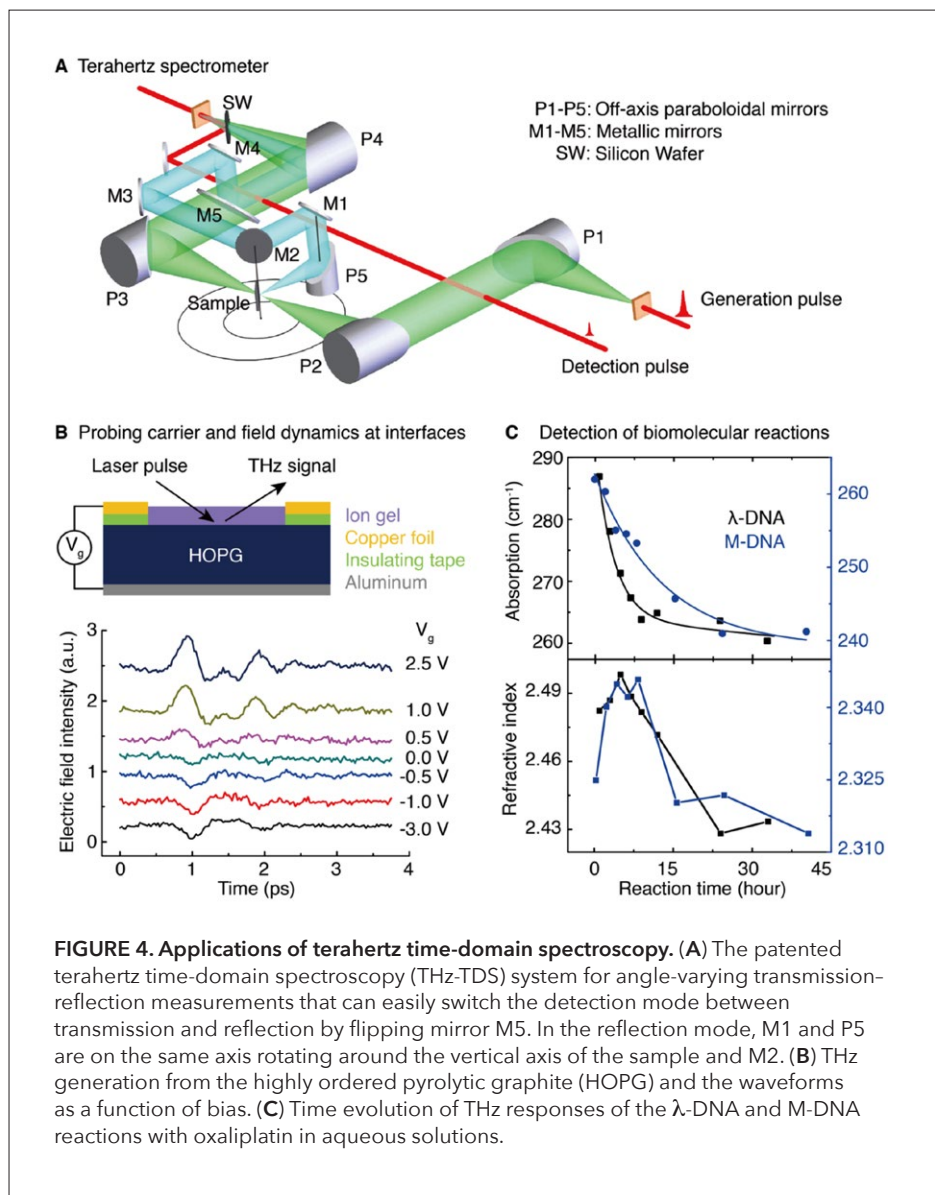 A Terahertz spectrometer
P1-P5: Off-axis paraboloidal mirrors
M1-M5: Metallic mirrors
SW: Silicon Wafer
SW
P4
M4
M3
M5
M1
M2
P1
P3
P5
Sample
P2
Generation pulse
Detection pulse
B Probing carrier and field dynamics at interfaces
Laser pulse
THz signal
Vg
HOPG
Ion gel
Copper foil
Insulating tape
Aluminum
Electric field intensity (a.u.)
3
2
1
0
Vg
2.5 V
1.0 V
0.5 V
0.0 V
-0.5 V
-1.0 V
-3.0 V
0 1 2 3 4
Time (ps)
C Detection of biomolecular reactions
Absorption (cm⁻¹)
290
280
270
260
λ-DNA
M-DNA
260
250
240
Refractive index
2.49
2.46
2.43
2.340
2.325
2.310
0 15 30 45
Reaction time (hour)
FIGURE 4. Applications of terahertz time-domain spectroscopy. (A) The patented
terahertz time-domain spectroscopy (THz-TDS) system for angle-varying transmission–
reflection measurements that can easily switch the detection mode between
transmission and reflection by flipping mirror M5. In the reflection mode, M1 and P5
are on the same axis rotating around the vertical axis of the sample and M2. (B) THz
generation from the highly ordered pyrolytic graphite (HOPG) and the waveforms
as a function of bias. (C) Time evolution of THz responses of the λ-DNA and M-DNA
reactions with oxaliplatin in aqueous solutions.